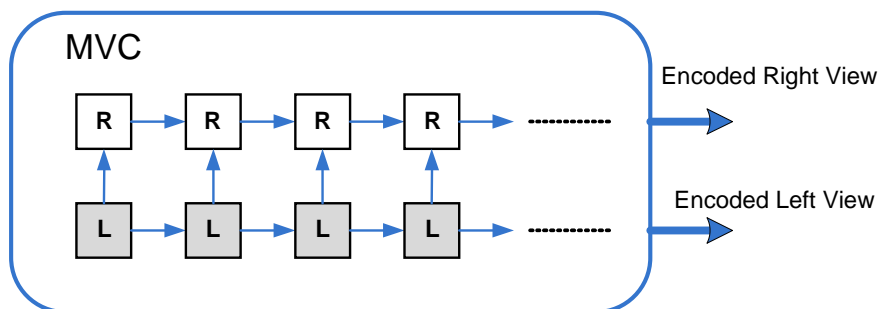 MVC
Encoded Right View
R R R R
Encoded Left View
L L L L